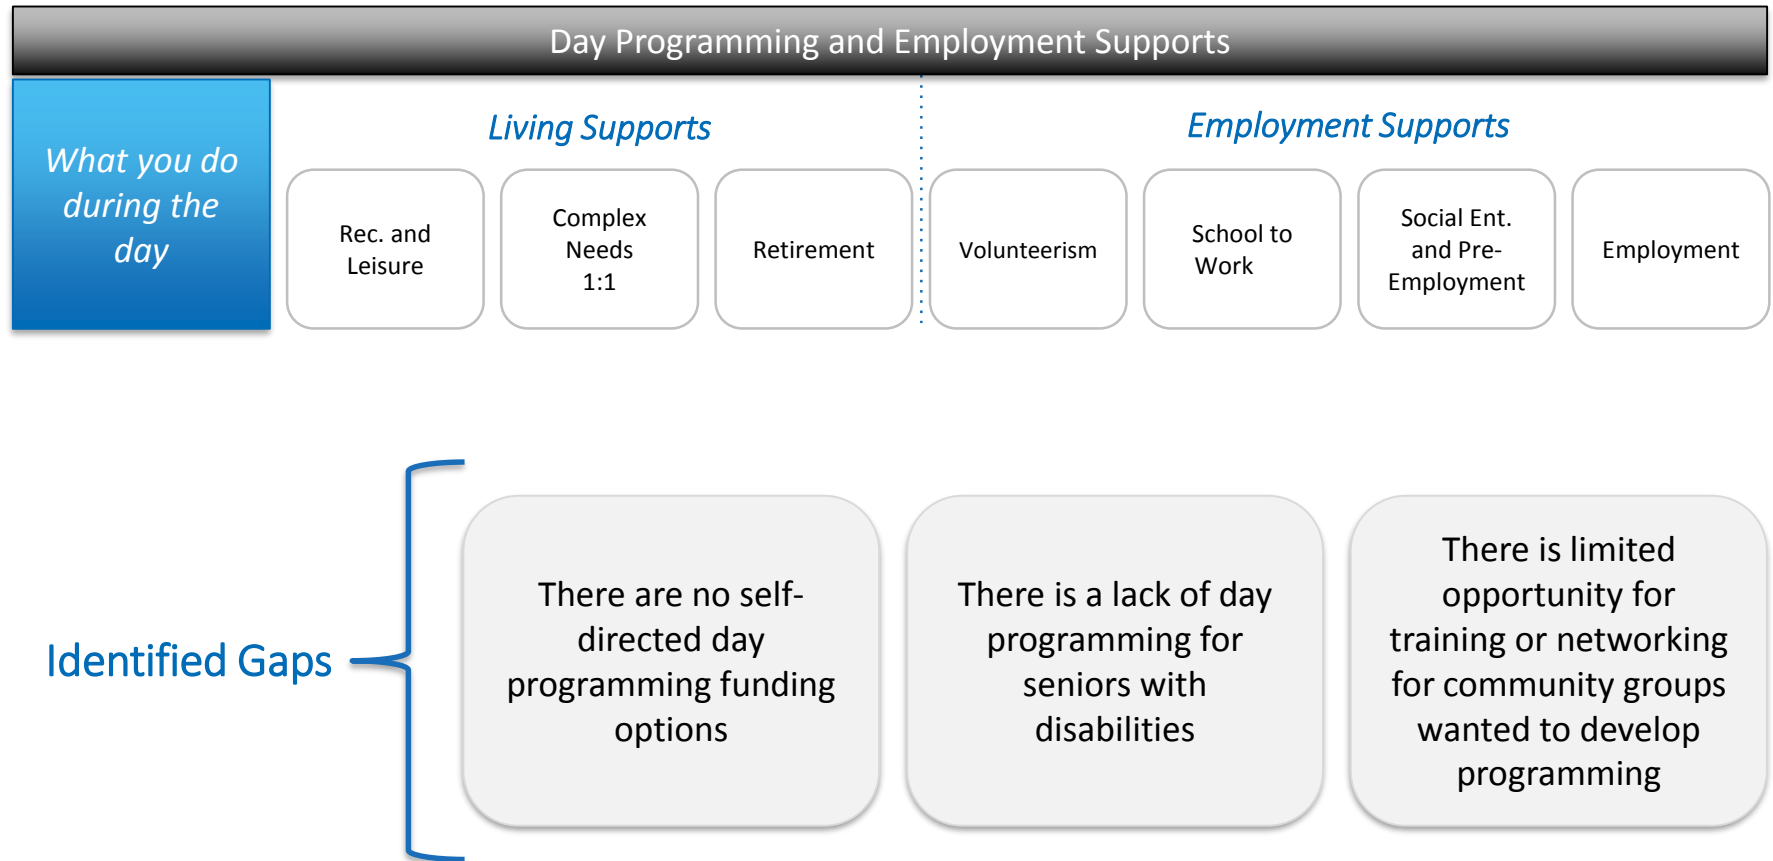 Day Programming and Employment Supports
What you do
during the
day
Living Supports
Rec. and
Leisure
Complex
Needs
1:1
Retirement
Employment Supports
Volunteerism
School to
Work
Social Ent.
and Pre-
Employment
Employment
Identified Gaps
There are no self-
directed day
programming funding
options
There is a lack of day
programming for
seniors with
disabilities
There is limited
opportunity for
training or networking
for community groups
wanted to develop
programming